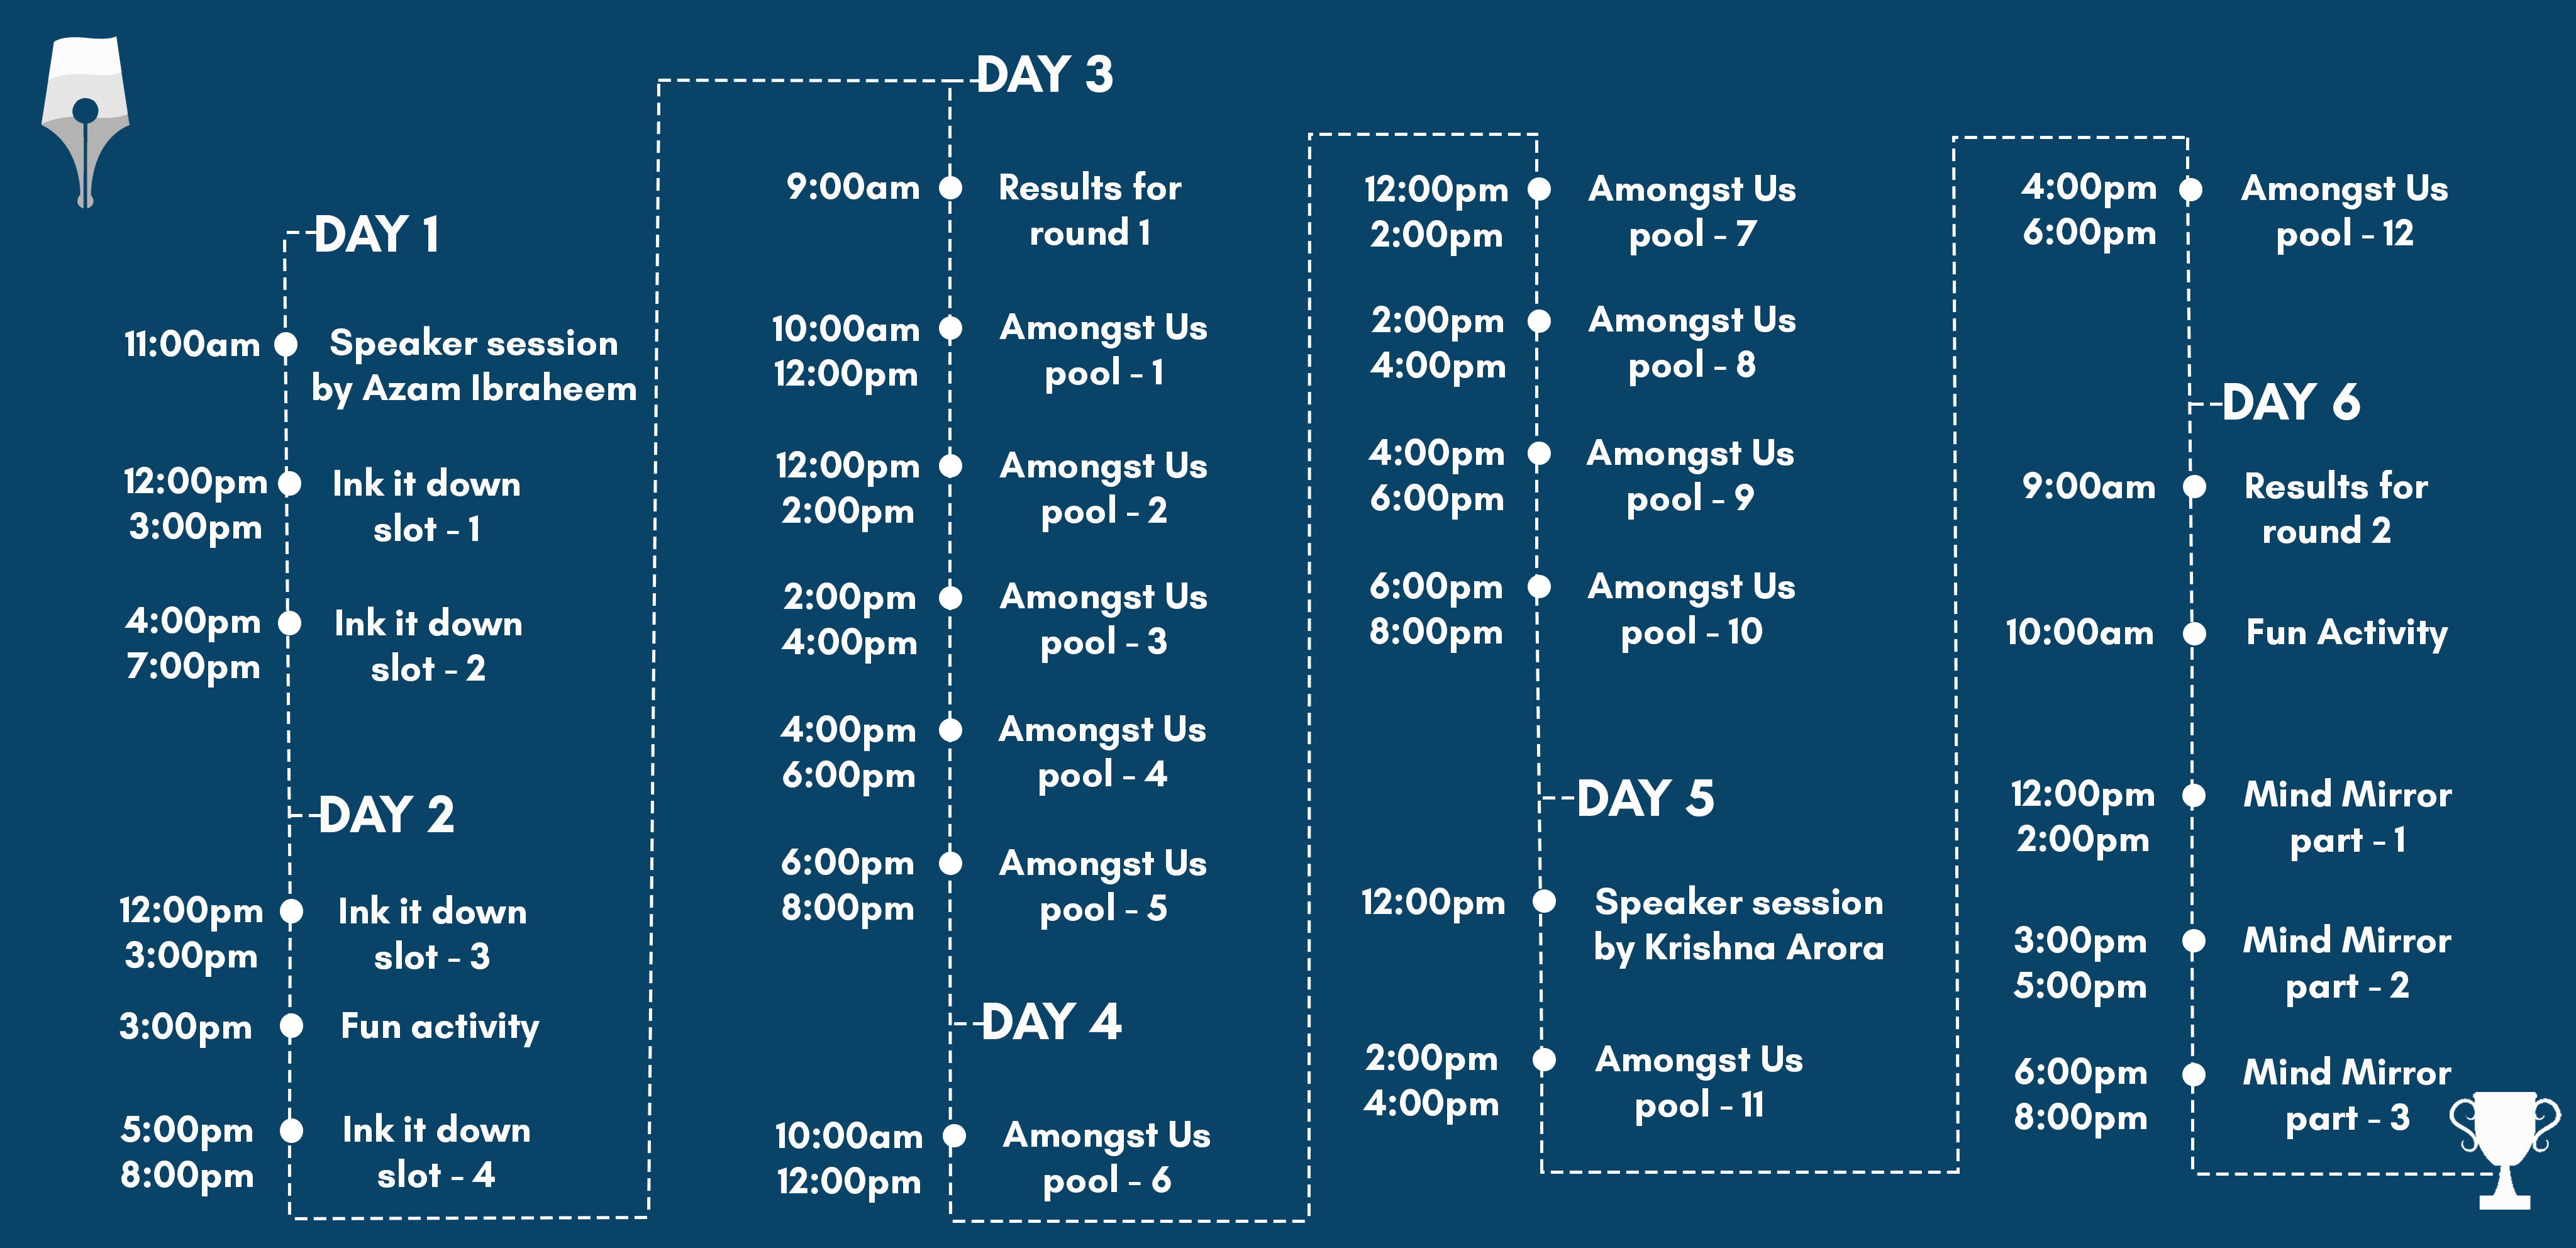 DAY 1
11:00am Speaker session
by Azam Ibraheem
12:00pm Ink it down
3:00pm slot - 1
4:00pm Ink it down
7:00pm slot - 2
DAY 2
12:00pm Ink it down
3:00pm slot - 3
3:00pm Fun activity
5:00pm Ink it down
8:00pm slot - 4
DAY 3
9:00am Results for
round 1
10:00am Amongst Us
12:00pm pool - 1
12:00pm Amongst Us
2:00pm pool - 2
2:00pm Amongst Us
4:00pm pool - 3
4:00pm Amongst Us
6:00pm pool - 4
6:00pm Amongst Us
8:00pm pool - 5
DAY 4
10:00am Amongst Us
12:00pm pool - 6
12:00pm Amongst Us
2:00pm pool - 7
2:00pm Amongst Us
4:00pm pool - 8
4:00pm Amongst Us
6:00pm pool - 9
6:00pm Amongst Us
8:00pm pool - 10
DAY 5
12:00pm Speaker session
by Krishna Arora
2:00pm Amongst Us
4:00pm pool - 11
4:00pm Amongst Us
6:00pm pool - 12
DAY 6
9:00am Results for
round 2
10:00am Fun Activity
12:00pm Mind Mirror
2:00pm part - 1
3:00pm Mind Mirror
5:00pm part - 2
6:00pm Mind Mirror
8:00pm part - 3